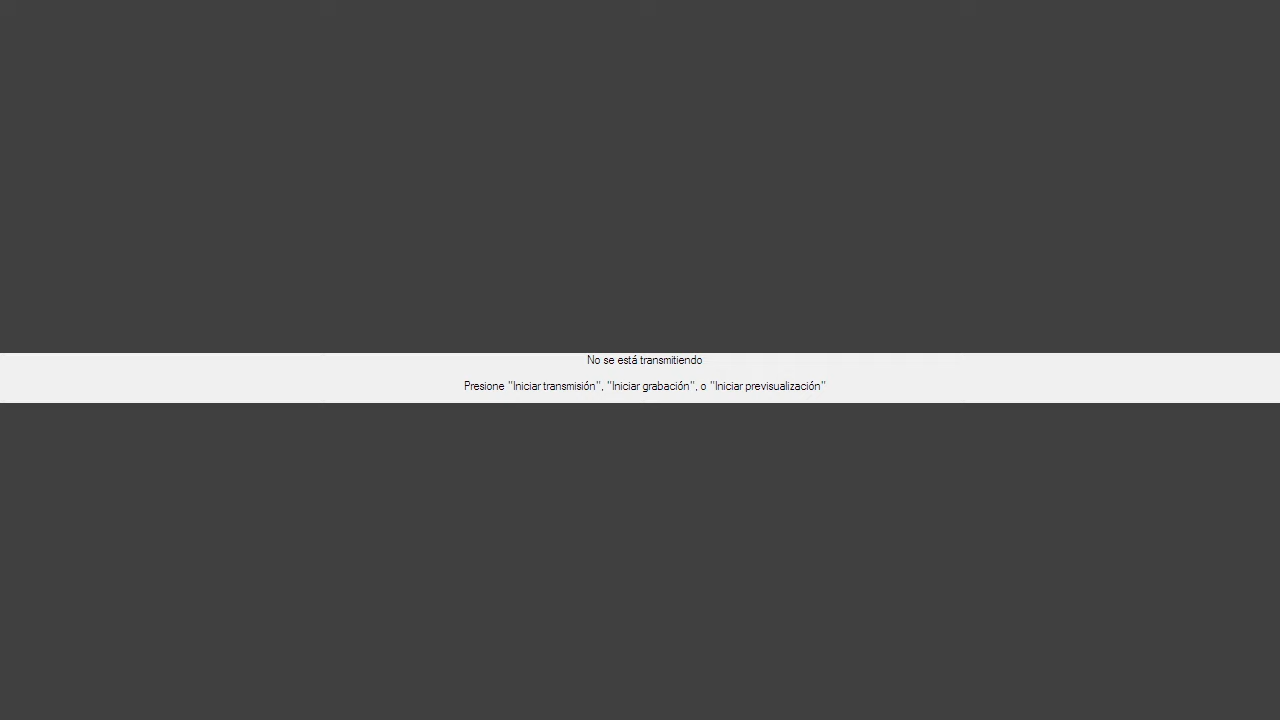 No se está transmitiendo
Presione "Iniciar transmisión", "Iniciar grabación", o "Iniciar previsualización"